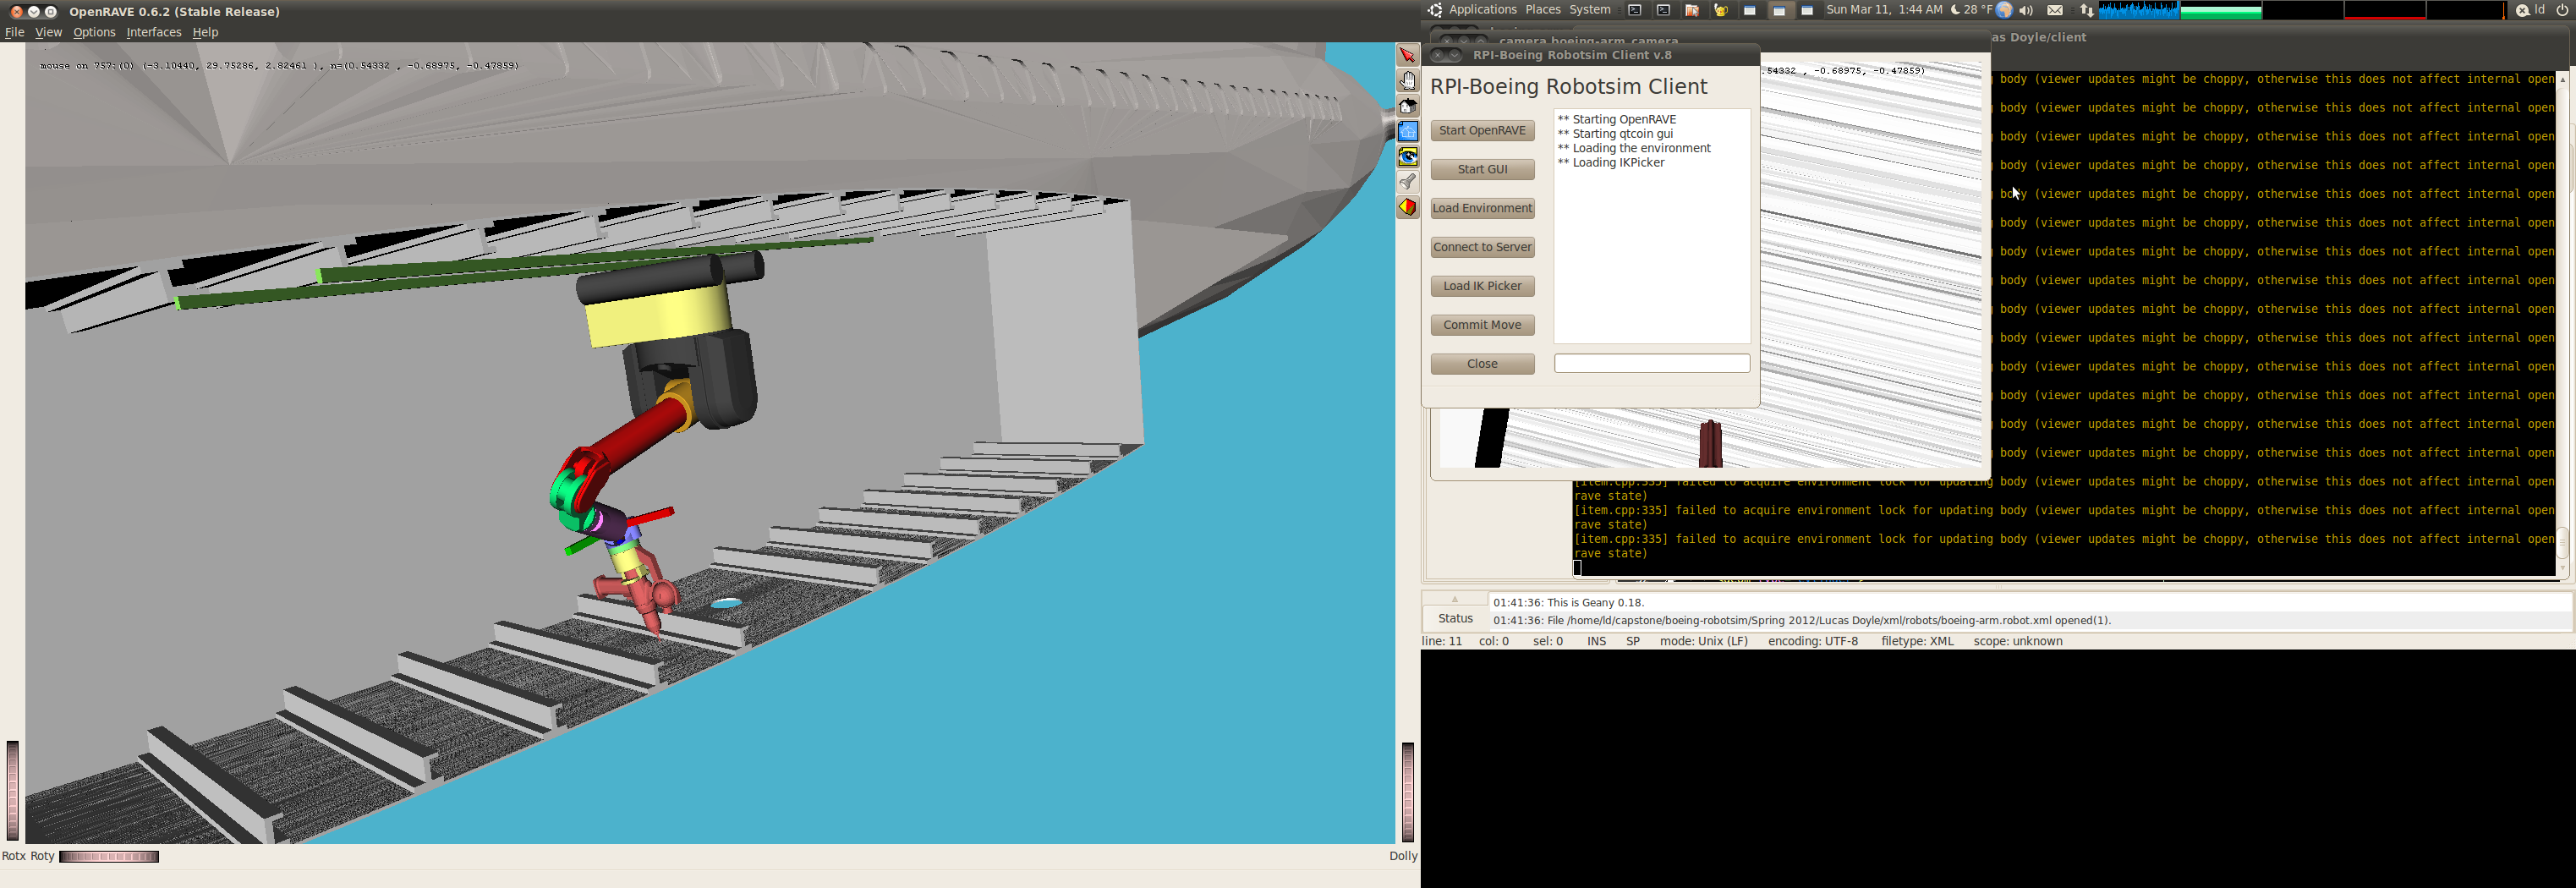 OpenRAVE 0.6.2 (Stable Release)
File View Options Interfaces Help
mouse on 757:(0) (-3.10440, 29.75286, 2.82461 ), n=(0.54332 , -0.68975, -0.47859)
Rotx Roty
Dolly
Applications Places System
Sun Mar 11, 1:44 AM 28 °F
ld
as Doyle/client
camera boeing-arm camera
RPI-Boeing Robotsim Client v.8
.54332 , -0.68975, -0.47859)
RPI-Boeing Robotsim Client
Start OpenRAVE
Start GUI
Load Environment
Connect to Server
Load IK Picker
Commit Move
Close
** Starting OpenRAVE
** Starting qtcoin gui
** Loading the environment
** Loading IKPicker
body (viewer updates might be choppy, otherwise this does not affect internal open
body (viewer updates might be choppy, otherwise this does not affect internal open
body (viewer updates might be choppy, otherwise this does not affect internal open
body (viewer updates might be choppy, otherwise this does not affect internal open
body (viewer updates might be choppy, otherwise this does not affect internal open
body (viewer updates might be choppy, otherwise this does not affect internal open
body (viewer updates might be choppy, otherwise this does not affect internal open
body (viewer updates might be choppy, otherwise this does not affect internal open
body (viewer updates might be choppy, otherwise this does not affect internal open
body (viewer updates might be choppy, otherwise this does not affect internal open
body (viewer updates might be choppy, otherwise this does not affect internal open
body (viewer updates might be choppy, otherwise this does not affect internal open
body (viewer updates might be choppy, otherwise this does not affect internal open
body (viewer updates might be choppy, otherwise this does not affect internal open
[item.cpp:335] failed to acquire environment lock for updating body (viewer updates might be choppy, otherwise this does not affect internal open
rave state)
[item.cpp:335] failed to acquire environment lock for updating body (viewer updates might be choppy, otherwise this does not affect internal open
rave state)
[item.cpp:335] failed to acquire environment lock for updating body (viewer updates might be choppy, otherwise this does not affect internal open
rave state)
Status
01:41:36: This is Geany 0.18.
01:41:36: File /home/ld/capstone/boeing-robotsim/Spring 2012/Lucas Doyle/xml/robots/boeing-arm.robot.xml opened(1).
line: 11 col: 0 sel: 0 INS SP mode: Unix (LF) encoding: UTF-8 filetype: XML scope: unknown